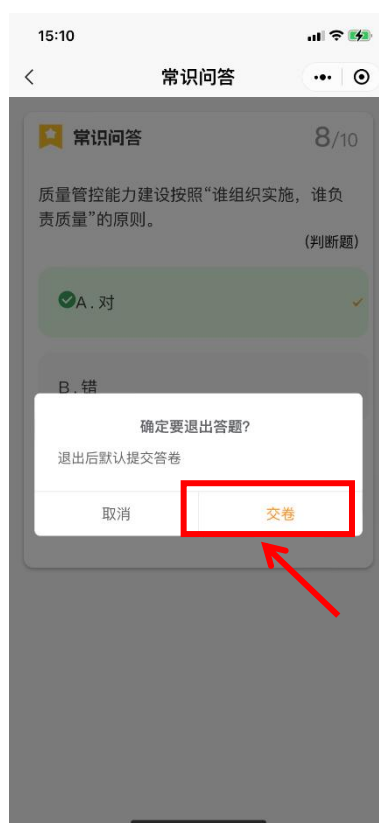 15:10
常识问答
常识问答
8/10
质量管控能力建设按照“谁组织实施，谁负
责质量”的原则。
(判断题)
A.对
B.错
确定要退出答题?
退出后默认提交答卷
取消
交卷